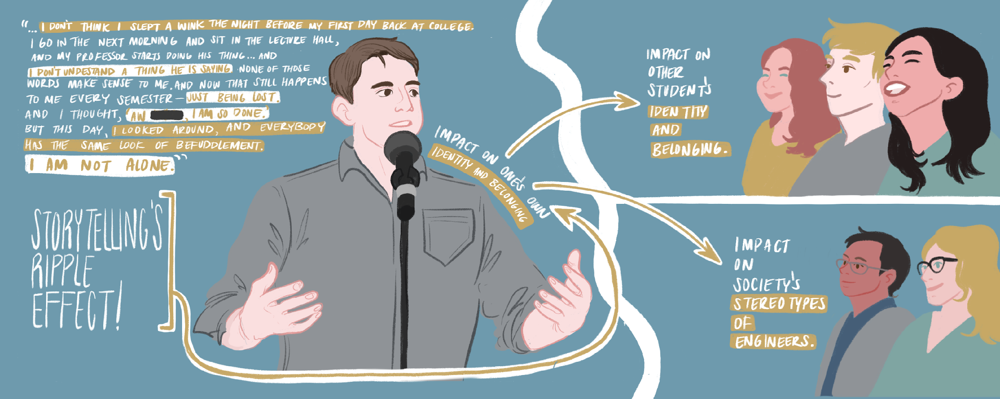 "...I DON'T THINK I SLEPT A WINK THE NIGHT BEFORE MY FIRST DAY BACK AT COLLEGE.
I GO IN THE NEXT MORNING AND SIT IN THE LECTURE HALL,
AND MY PROFESSOR STARTS DOING HIS THING... AND
I DON'T UNDESTAND A THING HE IS SAYING. NONE OF THOSE
WORDS MAKE SENSE TO ME. AND NOW THAT STILL HAPPENS
TO ME EVERY SEMESTER—JUST BEING LOST.
AND I THOUGHT, 'AW , I AM SO DONE.'
BUT THIS DAY, I LOOKED AROUND, AND EVERYBODY
HAS THE SAME LOOK OF BEFUDDLEMENT.
I AM NOT ALONE."
STORYTELLING'S
RIPPLE
EFFECT!
IMPACT ON ONE'S OWN
IDENTITY AND BELONGING
IMPACT ON
OTHER
STUDENT'S
IDENTITY
AND
BELONGING.
IMPACT
ON
SOCIETY'S
STEREOTYPES
OF
ENGINEERS.